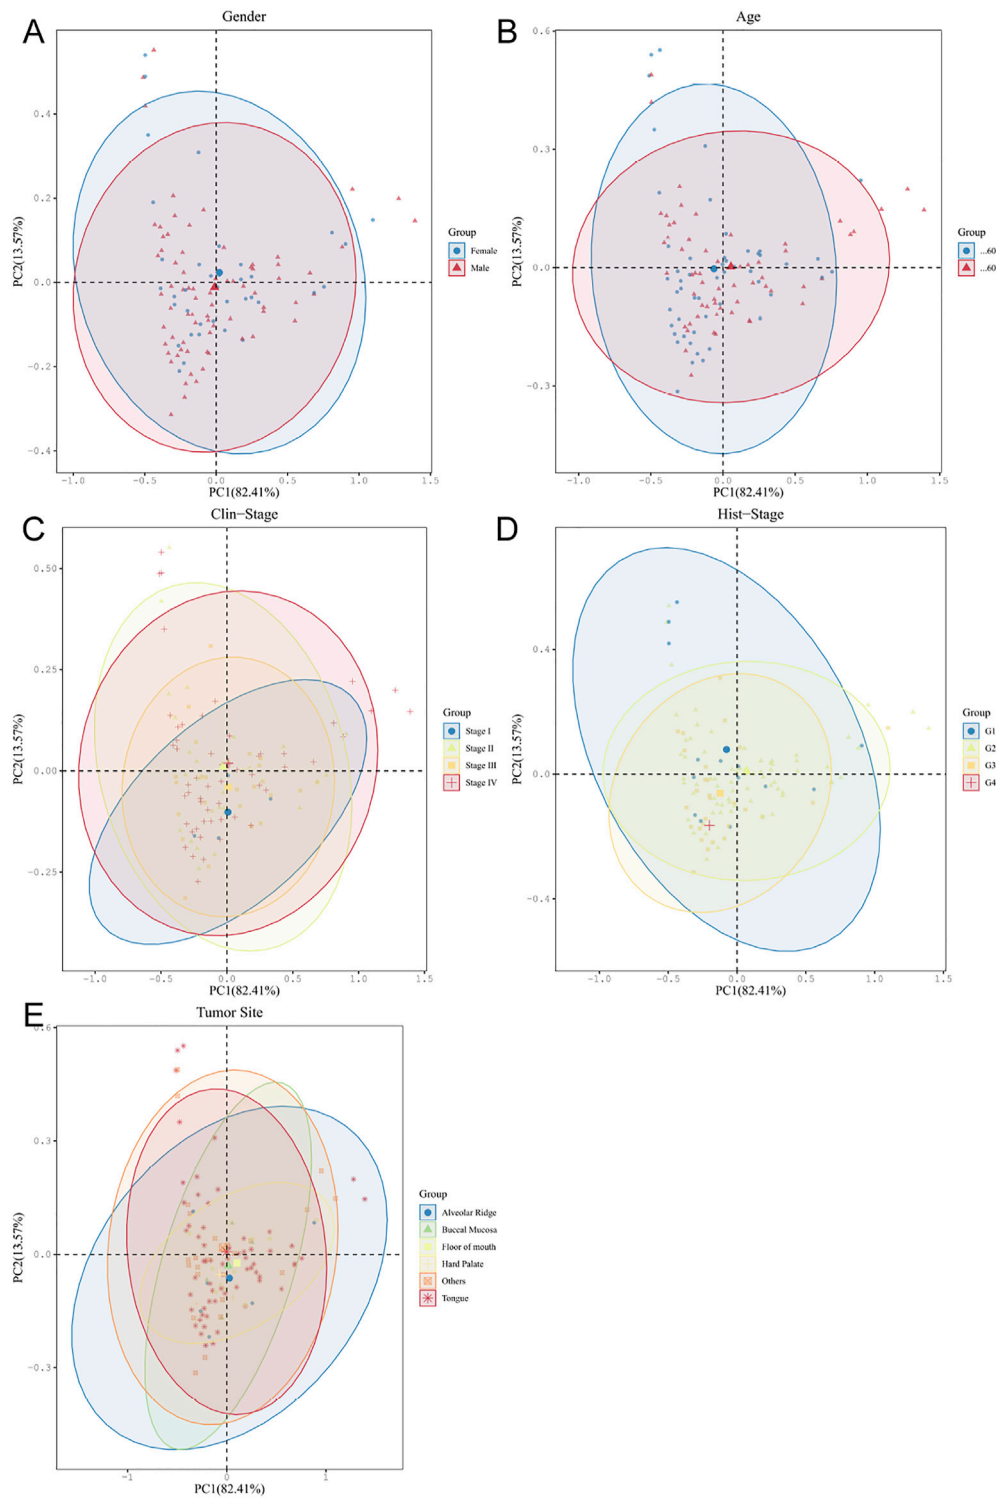 A
Gender
PC2(13.57%)
0.4
0.2
0.0
-0.2
-0.4
-1.0 -0.5 0.0 0.5 1.0 1.5
PC1(82.41%)
Group
Female
Male
B
Age
PC2(13.57%)
0.6
0.3
0.0
-0.3
-1.0 -0.5 0.0 0.5 1.0 1.5
PC1(82.41%)
Group
...60
...60
C
Clin-Stage
PC2(13.57%)
0.50
0.25
0.00
-0.25
-1.0 -0.5 0.0 0.5 1.0 1.5
PC1(82.41%)
Group
Stage I
Stage II
Stage III
Stage IV
D
Hist-Stage
PC2(13.57%)
0.4
0.0
-0.4
-1.0 -0.5 0.0 0.5 1.0 1.5
PC1(82.41%)
Group
G1
G2
G3
G4
E
Tumor Site
PC2(13.57%)
0.6
0.3
0.0
-0.3
-1 0 1
PC1(82.41%)
Group
Alveolar Ridge
Buccal Mucosa
Floor of mouth
Hard Palate
Others
Tongue